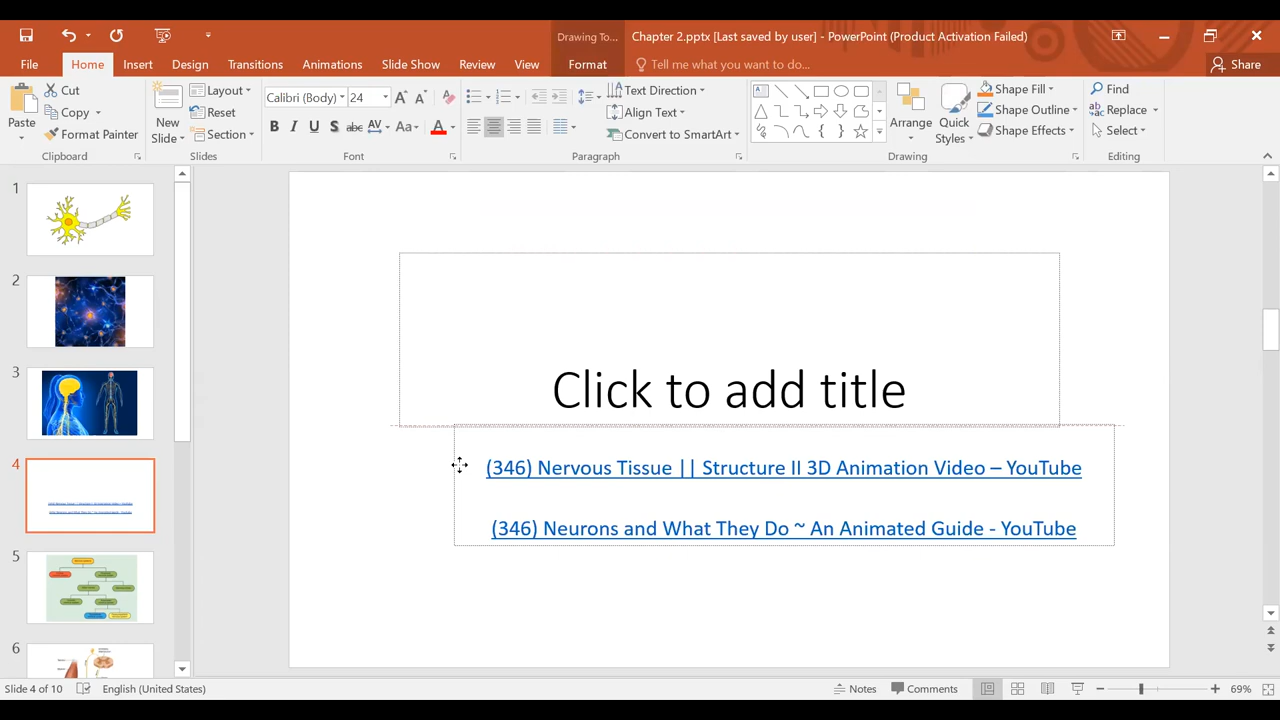 Drawing To...
Chapter 2.pptx [Last saved by user] - PowerPoint (Product Activation Failed)
File
Home
Insert
Design
Transitions
Animations
Slide Show
Review
View
Format
Tell me what you want to do...
Share
Paste
Cut
Copy
Format Painter
Clipboard
New Slide
Layout
Reset
Section
Slides
Calibri (Body)
24
B I U S abc AV Aa A
Font
Text Direction
Align Text
Convert to SmartArt
Paragraph
Arrange
Quick Styles
Shape Fill
Shape Outline
Shape Effects
Drawing
Find
Replace
Select
Editing
1
2
3
4
5
6
Click to add title
(346) Nervous Tissue || Structure II 3D Animation Video – YouTube
(346) Neurons and What They Do ~ An Animated Guide - YouTube
Slide 4 of 10
English (United States)
Notes
Comments
69%